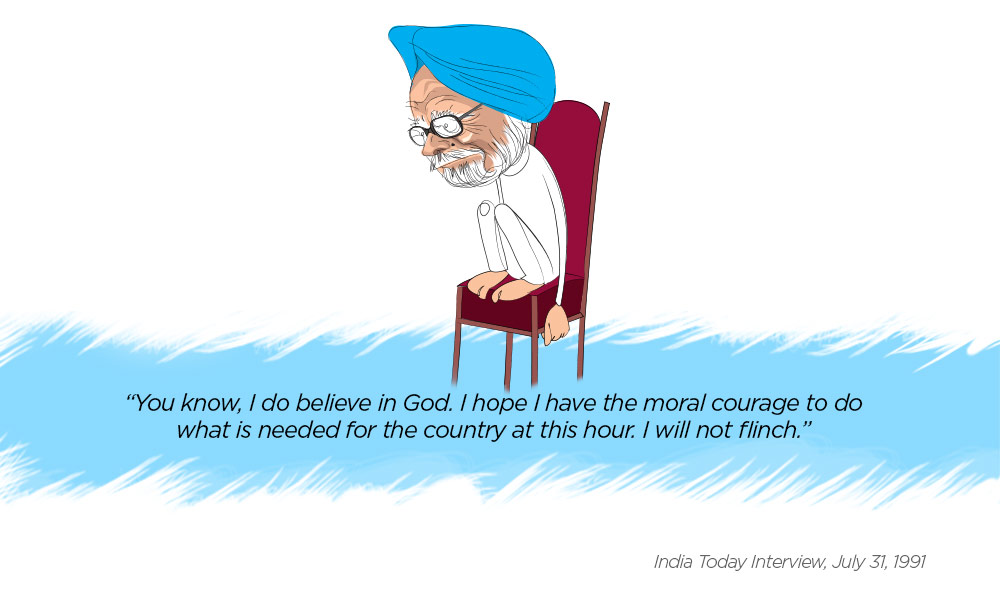 “You know, I do believe in God. I hope I have the moral courage to do
what is needed for the country at this hour. I will not flinch.”
India Today Interview, July 31, 1991